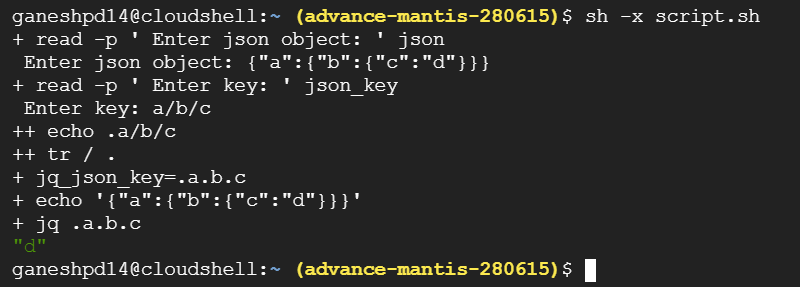 ganeshpd14@cloudshell:~ (advance-mantis-280615)$ sh -x script.sh
+ read -p ' Enter json object: ' json
 Enter json object: {"a":{"b":{"c":"d"}}}
+ read -p ' Enter key: ' json_key
 Enter key: a/b/c
++ echo .a/b/c
++ tr / .
+ jq_json_key=.a.b.c
+ echo '{"a":{"b":{"c":"d"}}}'
+ jq .a.b.c
"d"
ganeshpd14@cloudshell:~ (advance-mantis-280615)$